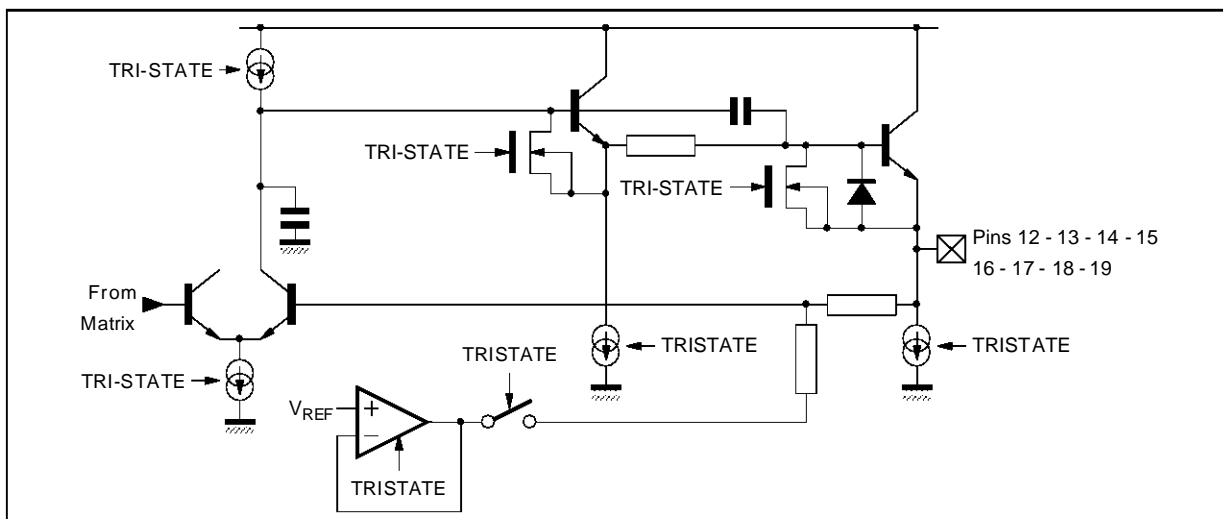 TRI-STATE
TRI-STATE
TRI-STATE
Pins 12 - 13 - 14 - 15
16 - 17 - 18 - 19
From
Matrix
TRI-STATE
TRISTATE
TRISTATE
TRISTATE
VREF
+
−
TRISTATE